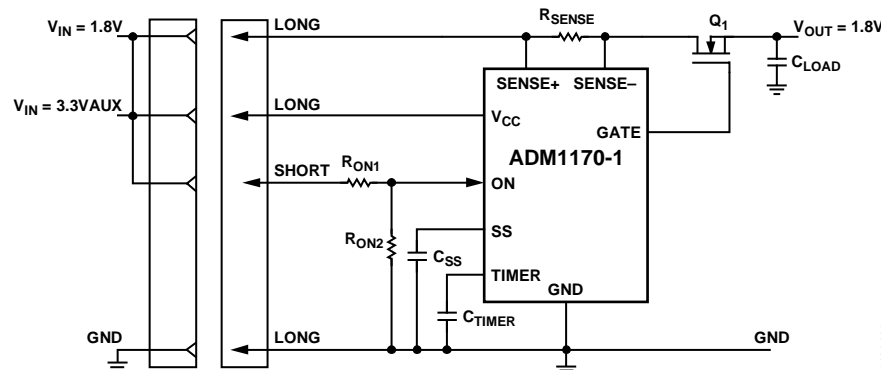 V_IN = 1.8V
LONG
R_SENSE
Q_1
V_OUT = 1.8V
C_LOAD
SENSE+
SENSE–
V_IN = 3.3VAUX
LONG
V_CC
GATE
ADM1170-1
SHORT
R_ON1
ON
R_ON2
C_SS
SS
TIMER
GND
C_TIMER
GND
LONG
GND